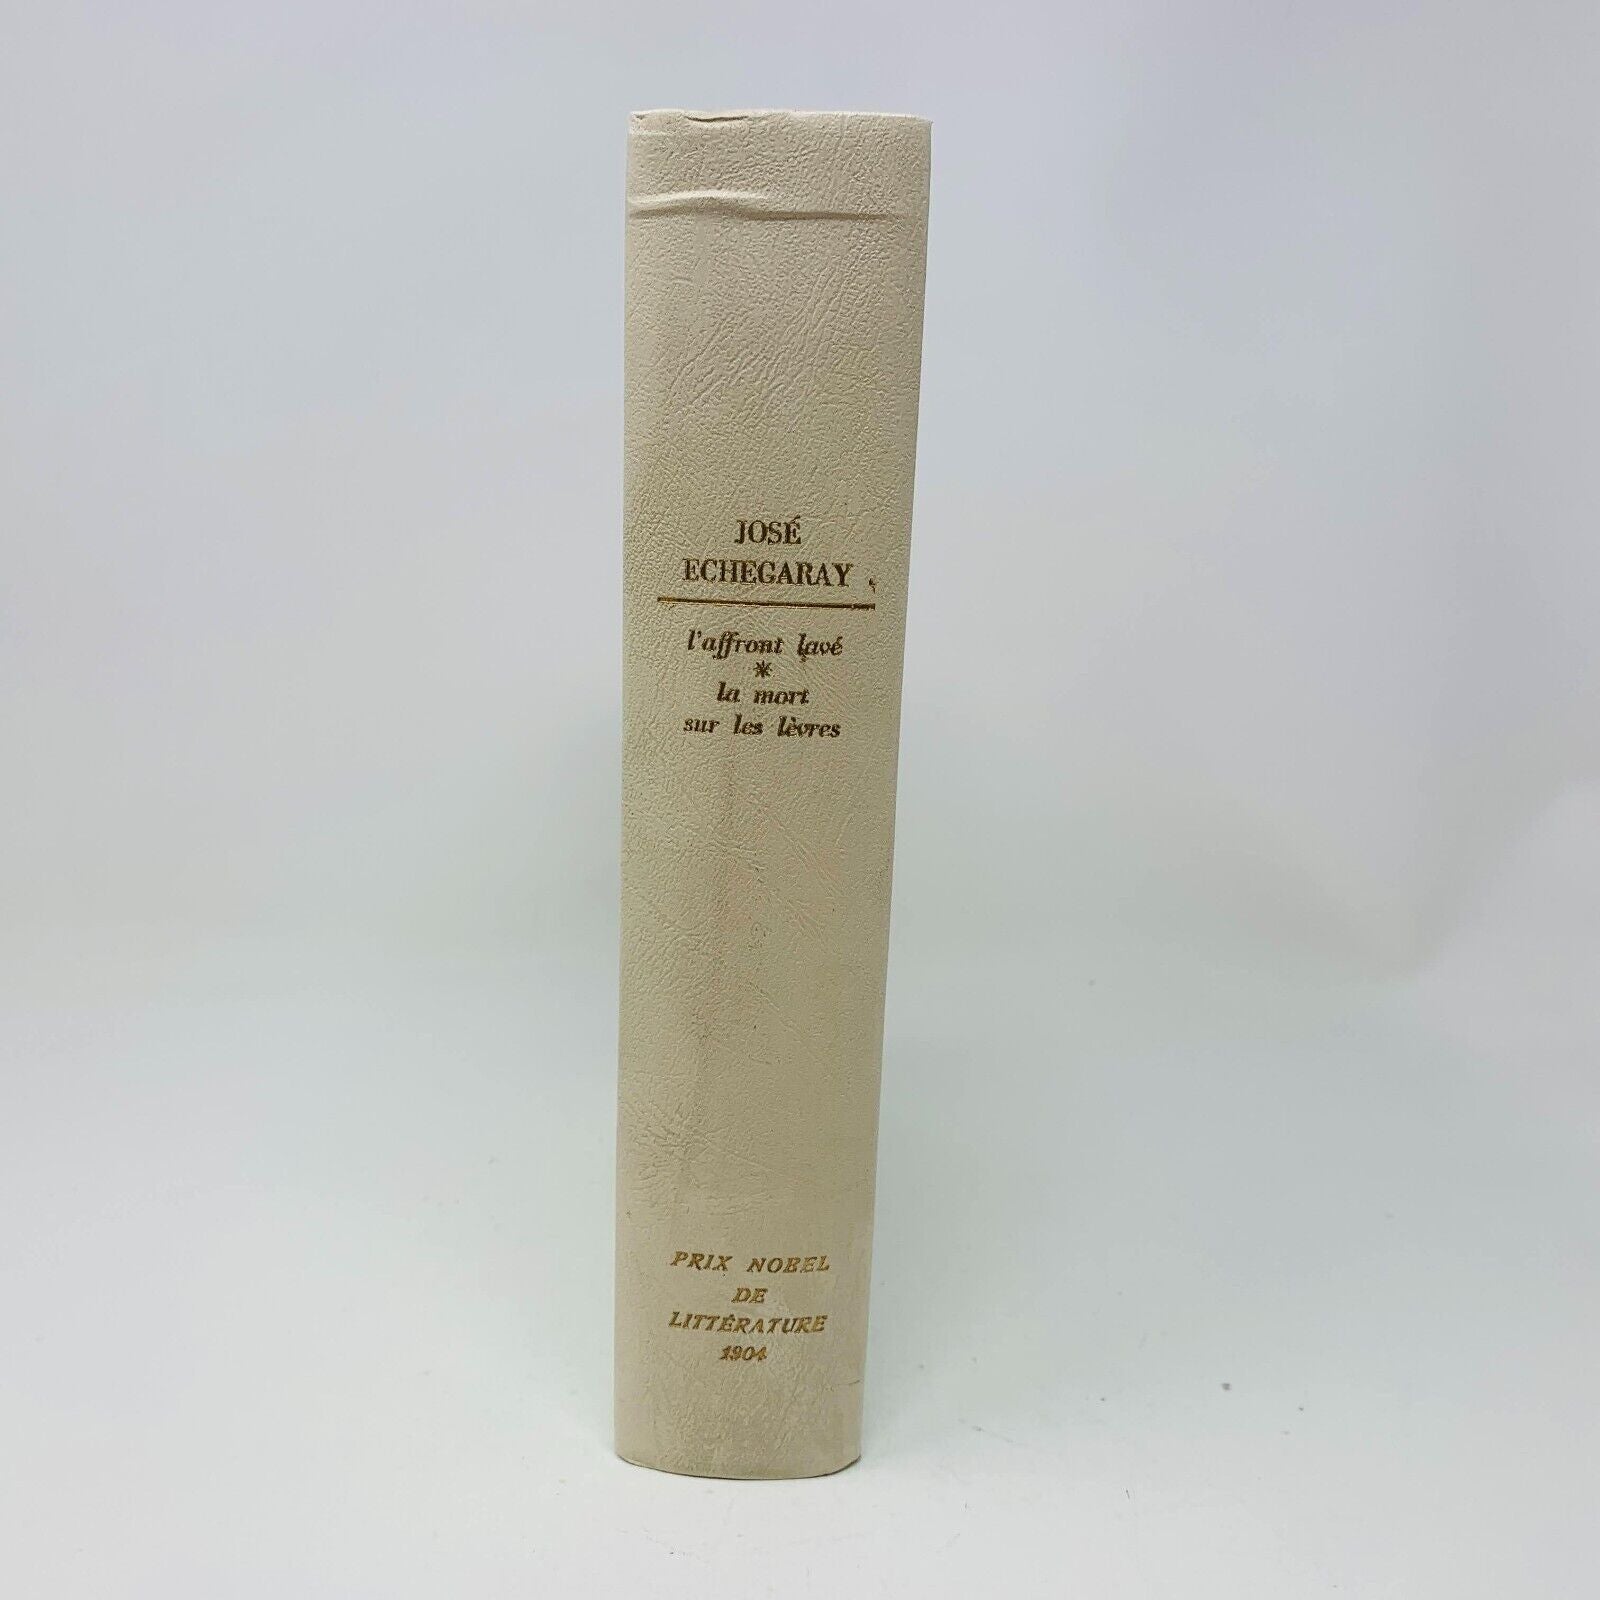 JOSÉ
ECHEGARAY
l'affront lavé
*
la mort
sur les lèvres
PRIX NOBEL
DE
LITTÉRATURE
1904